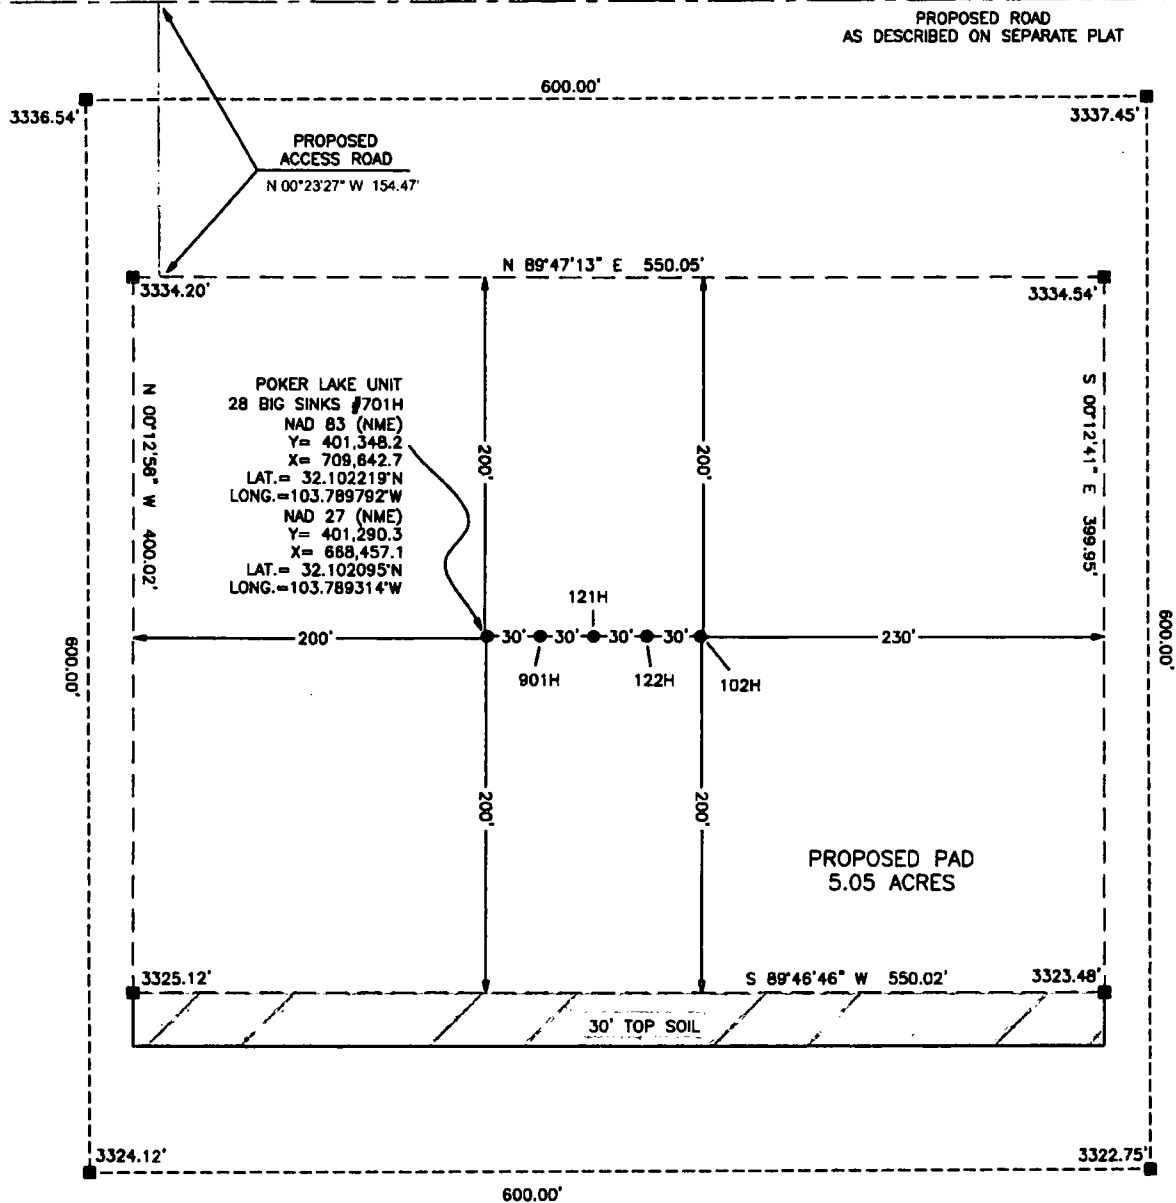 PROPOSED ROAD
AS DESCRIBED ON SEPARATE PLAT
600.00'
3336.54'
3337.45'
PROPOSED
ACCESS ROAD
N 00°23'27" W 154.47'
N 89°47'13" E 550.05'
3334.20'
3334.54'
N 00°12'58" W 400.02'
S 00°12'41" E 399.95'
POKER LAKE UNIT
28 BIG SINKS #701H
NAD 83 (NME)
Y= 401,348.2
X= 709,642.7
LAT.= 32.102219°N
LONG.=103.789792°W
NAD 27 (NME)
Y= 401,290.3
X= 668,457.1
LAT.= 32.102095°N
LONG.=103.789314°W
200'
200'
121H
200'
30'
30'
30'
30'
230'
901H
122H
102H
600.00'
600.00'
200'
200'
PROPOSED PAD
5.05 ACRES
3325.12'
S 89°46'46" W 550.02'
3323.48'
30' TOP SOIL
3324.12'
3322.75'
600.00'